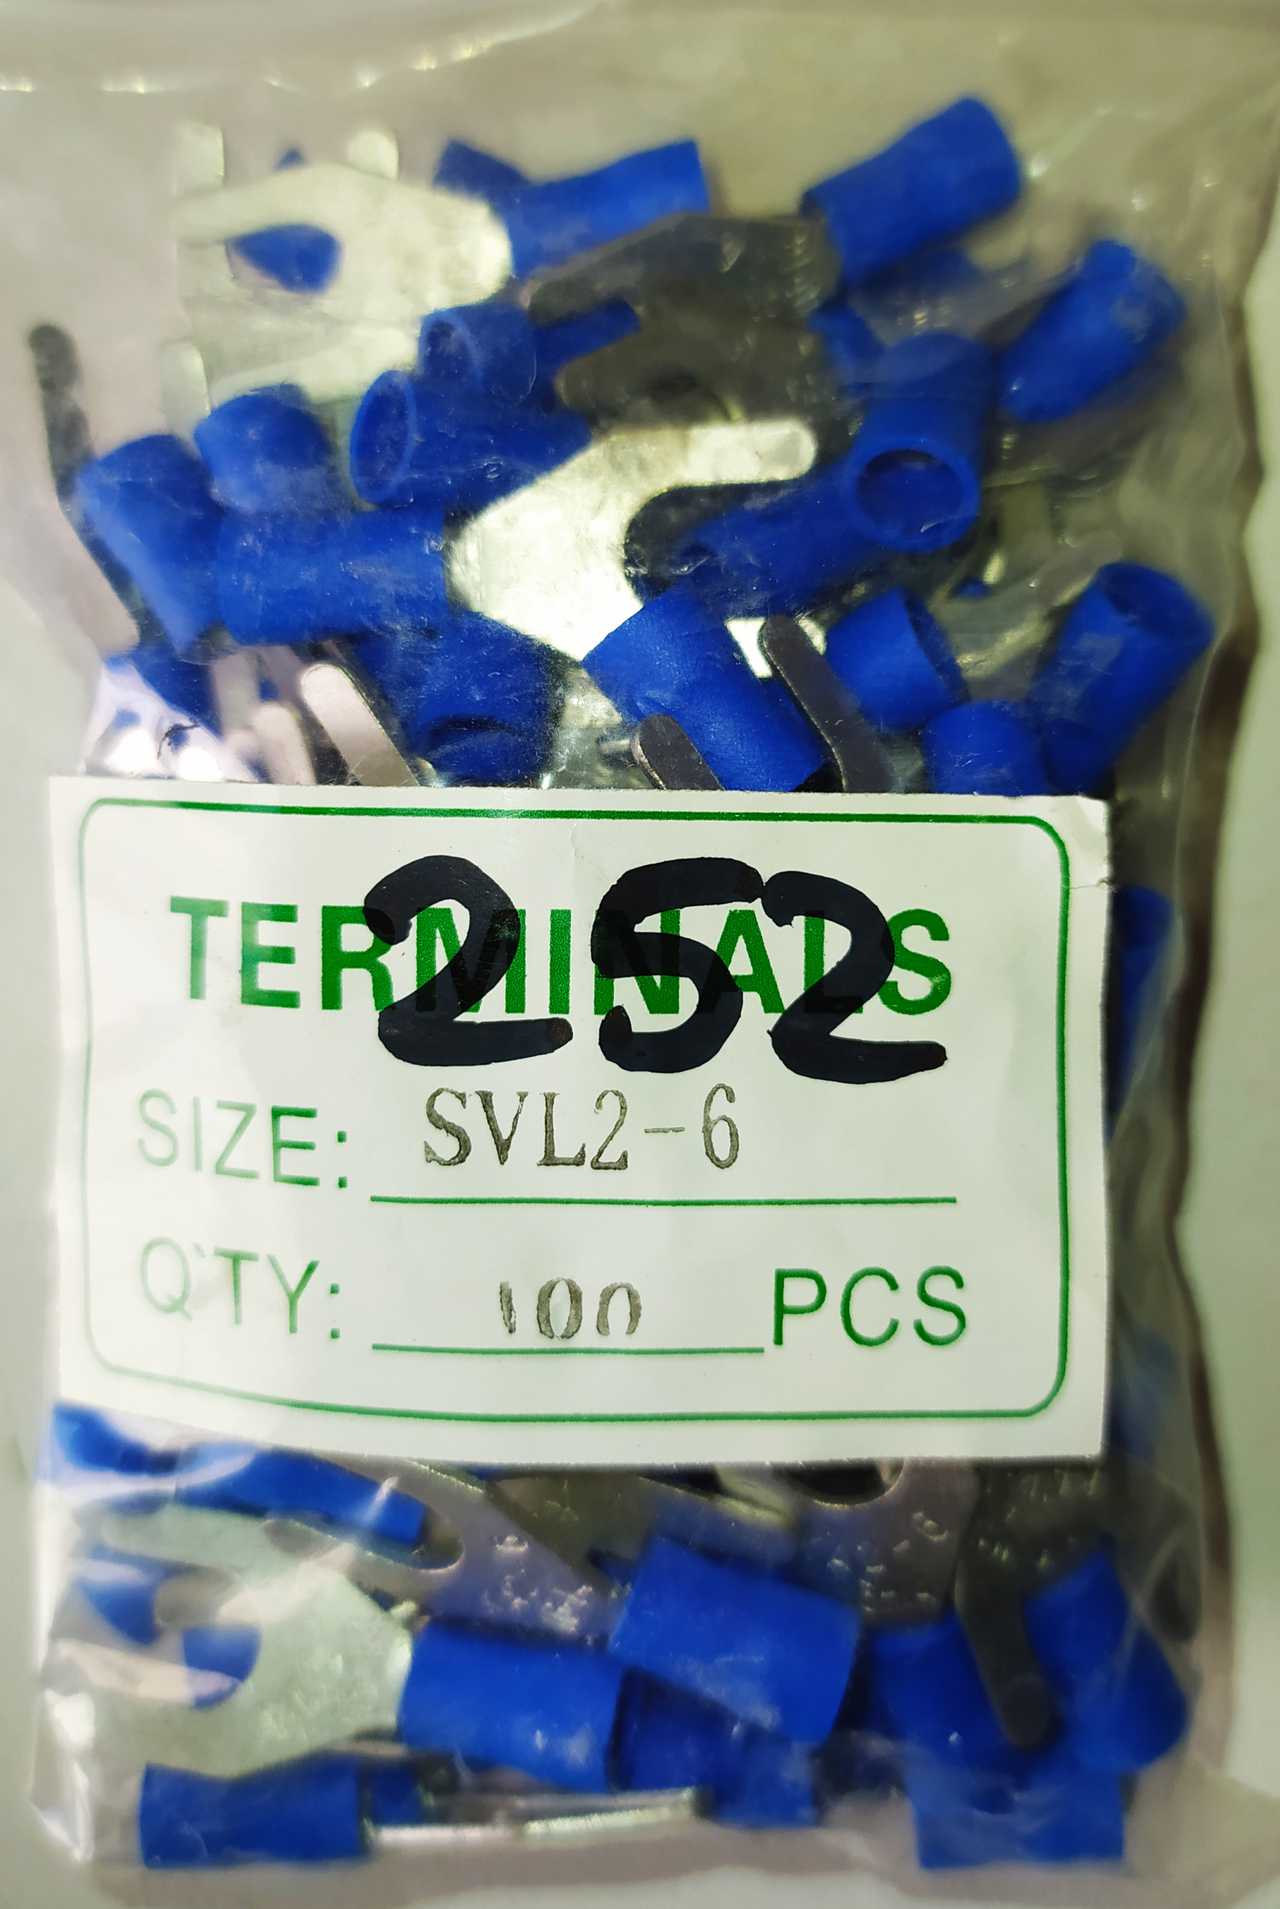 TERMINALS
252
SIZE: SVL2-6
Q'TY: 100 PCS